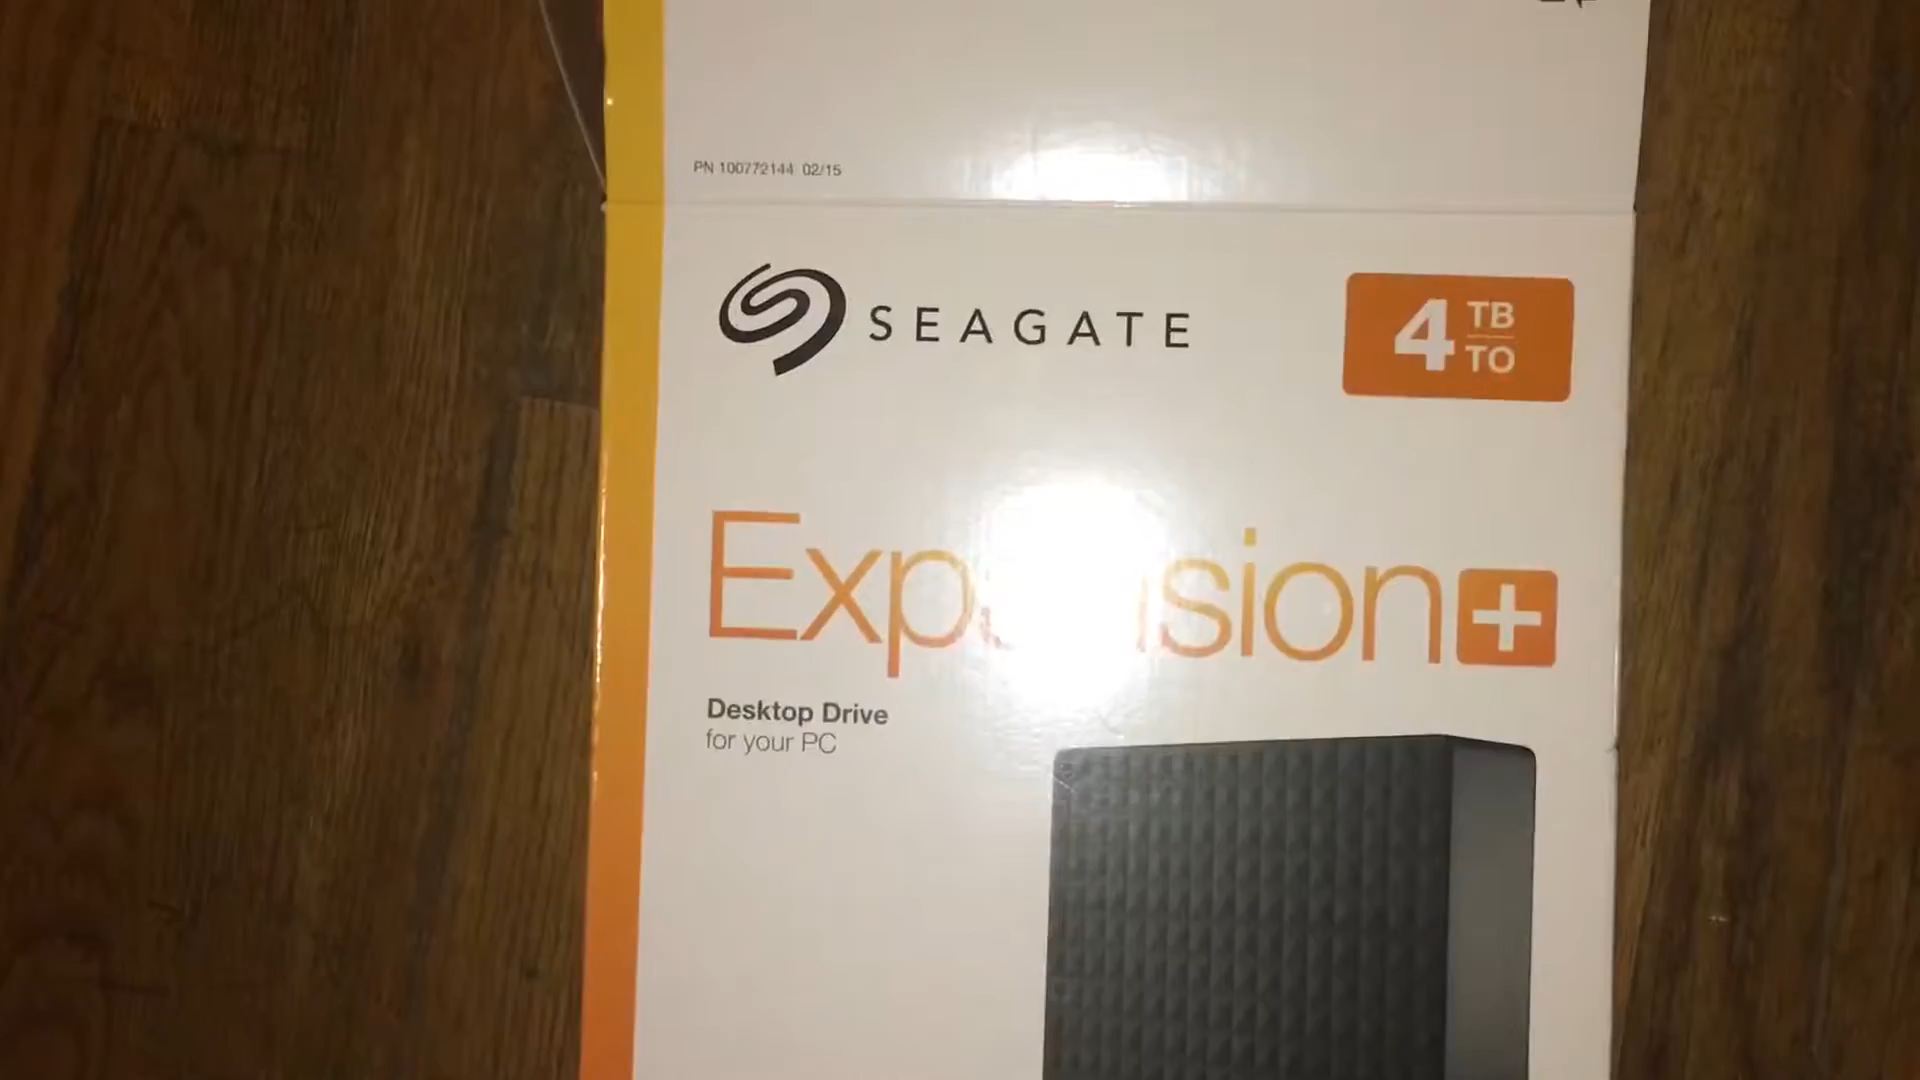 PN 100772144 02/15
SEAGATE
4 TB
TO
Desktop Drive
for your PC